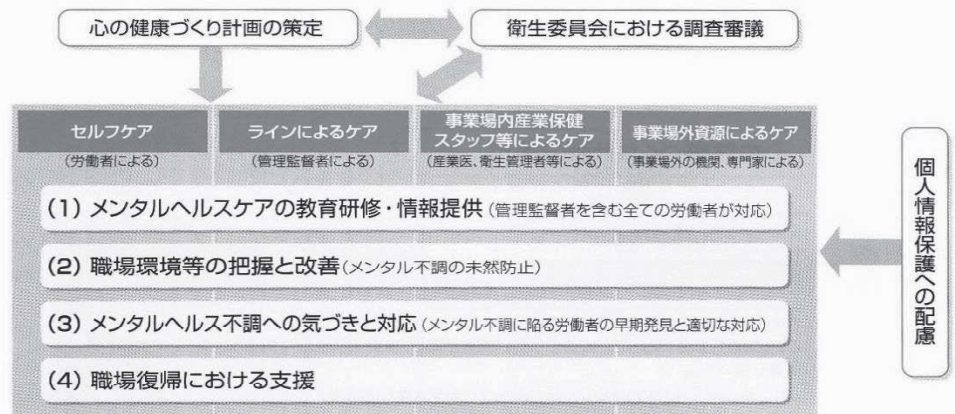 心の健康づくり計画の策定
衛生委員会における調査審議
セルフケア
(労働者による)
ラインによるケア
(管理監督者による)
事業場内産業保健
スタッフ等によるケア
(産業医、衛生管理者等による)
事業場外資源によるケア
(事業場外の機関、専門家による)
(1) メンタルヘルスケアの教育研修・情報提供(管理監督者を含む全ての労働者が対応)
(2) 職場環境等の把握と改善(メンタル不調の未然防止)
(3) メンタルヘルス不調への気づきと対応(メンタル不調に陥る労働者の早期発見と適切な対応)
(4) 職場復帰における支援
個人情報保護への配慮